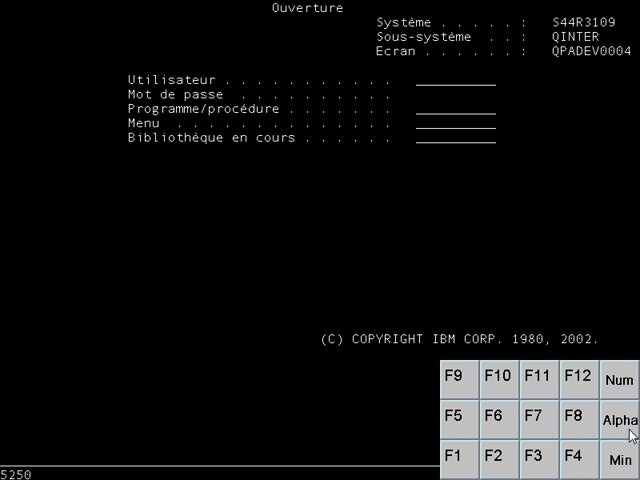 Ouverture
Système . . . . . : S44R3109
Sous-système . . : QINTER
Ecran . . . . . . : QPADEV0004
Utilisateur . . . . . . . . . . .
Mot de passe . . . . . . . . . .
Programme/procédure . . . . . . .
Menu . . . . . . . . . . . . . .
Bibliothèque en cours . . . . . .
(C) COPYRIGHT IBM CORP. 1980, 2002.
F9 F10 F11 F12 Num
F5 F6 F7 F8 Alpha
F1 F2 F3 F4 Min
5250